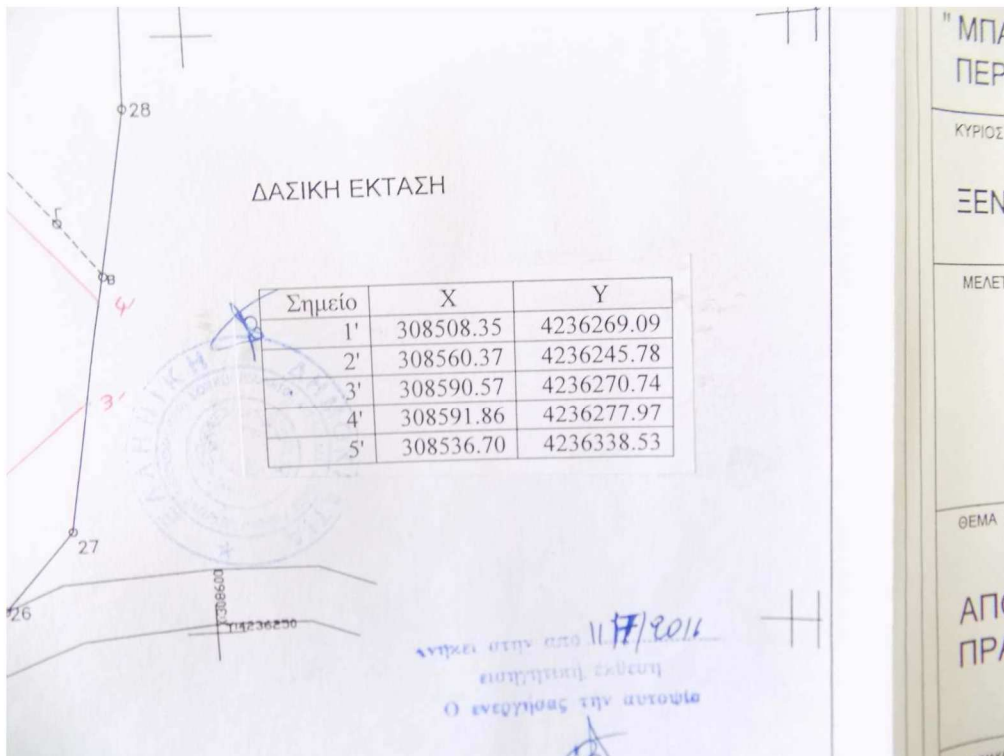 28
ΔΑΣΙΚΗ ΕΚΤΑΣΗ
Γ
Β
4'
3'
Σημείο X Y
1' 308508.35 4236269.09
2' 308560.37 4236245.78
3' 308590.57 4236270.74
4' 308591.86 4236277.97
5' 308536.70 4236338.53
ΕΛΛΗΝΙΚΗ ΔΗΜΟΚΡΑΤΙΑ
27
26
X:308600
Y:4236250
ανήκει στην από 11/7/2011
εισηγητική έκθεση
Ο ενεργήσας την αυτοψία
" ΜΠΑ
ΠΕΡ
ΚΥΡΙΟΣ
ΞΕΝ
ΜΕΛΕΤ
ΘΕΜΑ
ΑΠΟ
ΠΡΑ